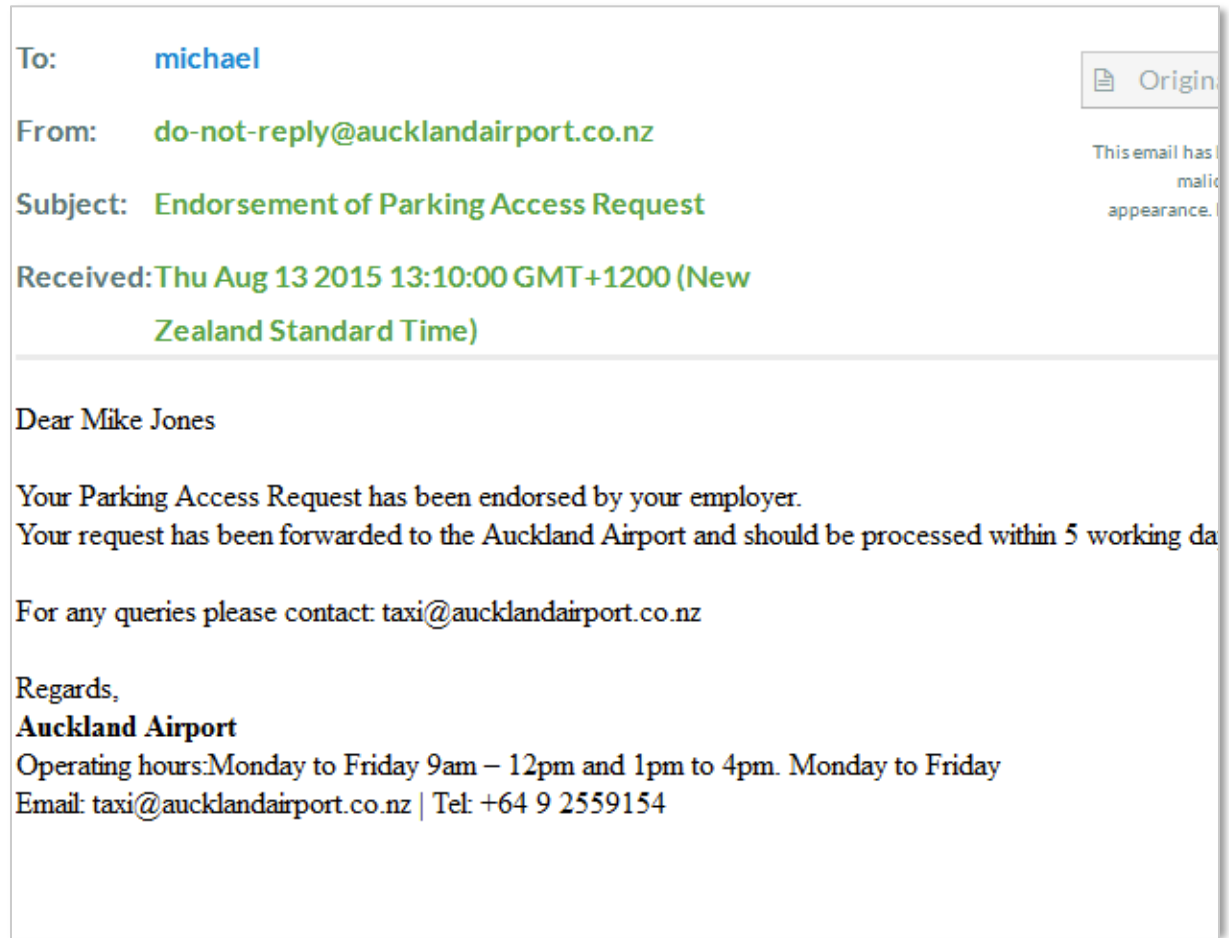 To: michael
Origin
From: do-not-reply@aucklandairport.co.nz
This email has
malic
Subject: Endorsement of Parking Access Request
appearance.
Received:Thu Aug 13 2015 13:10:00 GMT+1200 (New
Zealand Standard Time)
Dear Mike Jones
Your Parking Access Request has been endorsed by your employer.
Your request has been forwarded to the Auckland Airport and should be processed within 5 working da
For any queries please contact: taxi@aucklandairport.co.nz
Regards,
Auckland Airport
Operating hours:Monday to Friday 9am – 12pm and 1pm to 4pm. Monday to Friday
Email: taxi@aucklandairport.co.nz | Tel: +64 9 2559154